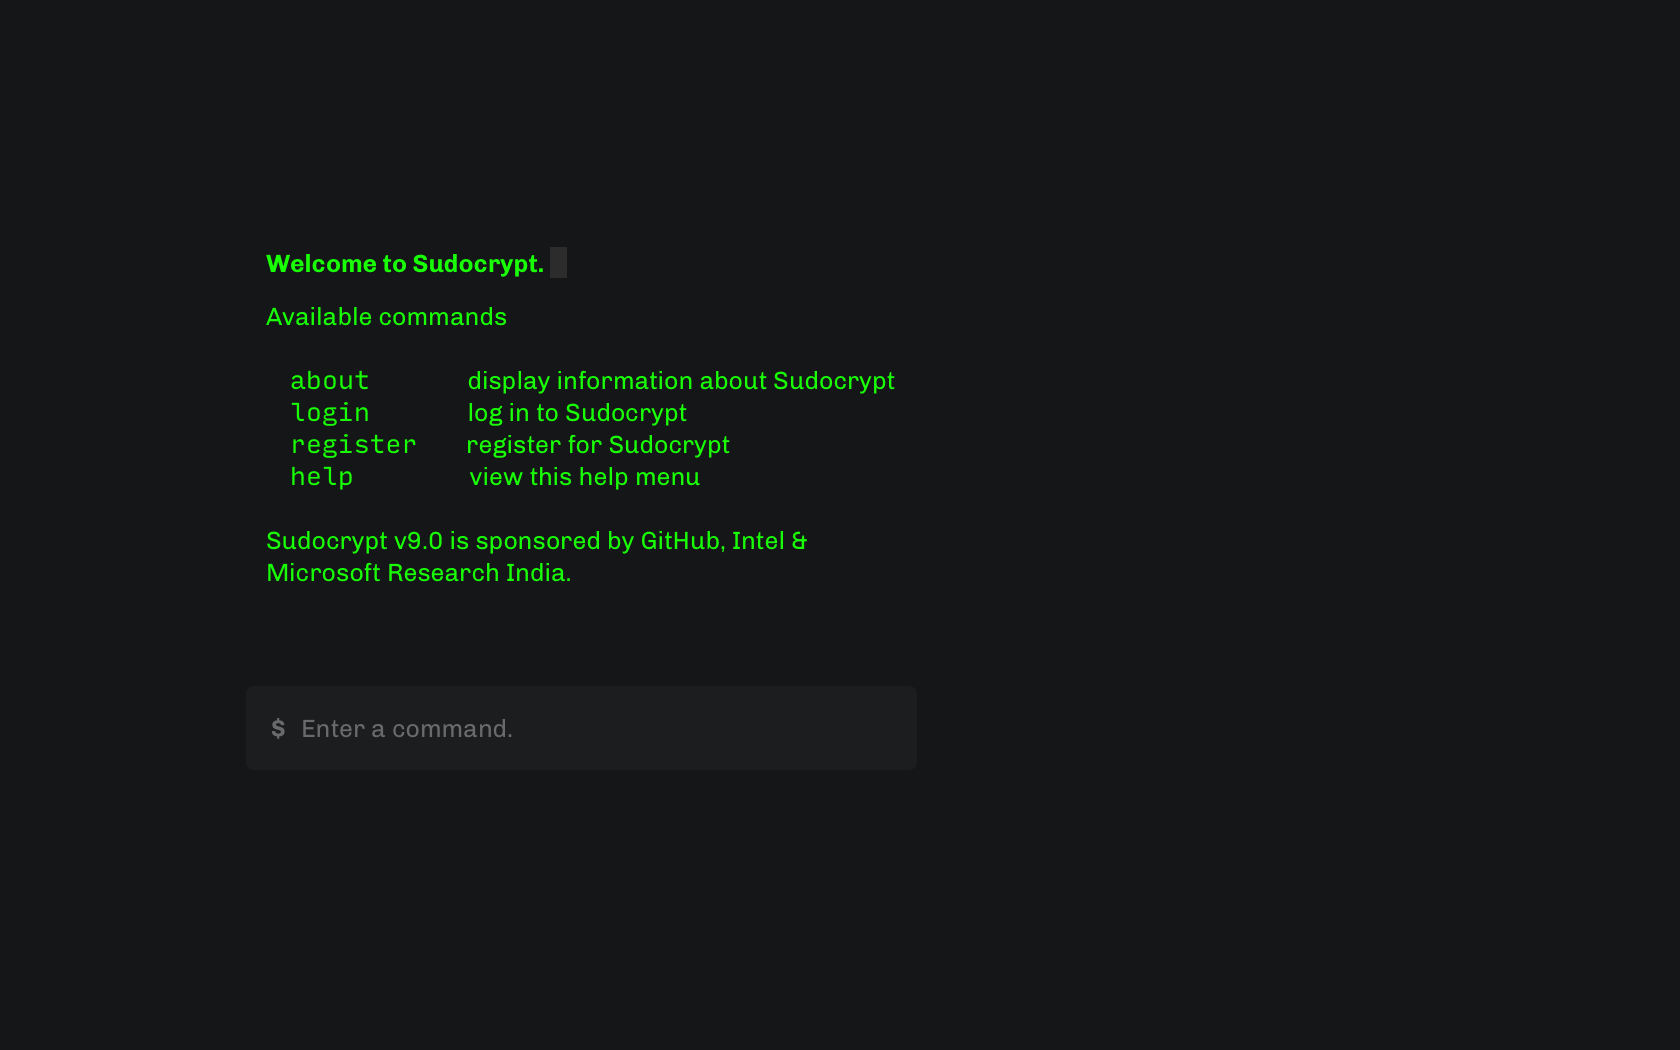 Welcome to Sudocrypt.
Available commands
about display information about Sudocrypt
login log in to Sudocrypt
register register for Sudocrypt
help view this help menu
Sudocrypt v9.0 is sponsored by GitHub, Intel &
Microsoft Research India.
$ Enter a command.